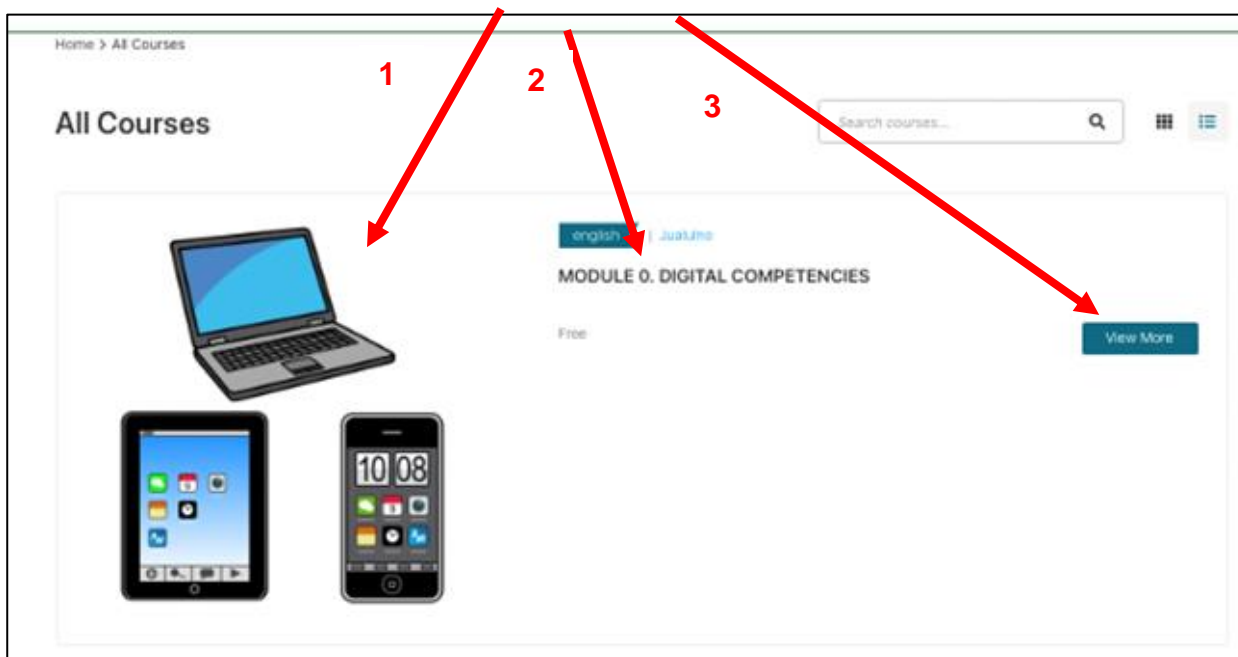 Home > All Courses
1
2
3
All Courses
Search courses...
english
MODULE 0. DIGITAL COMPETENCIES
Free
View More
10 08